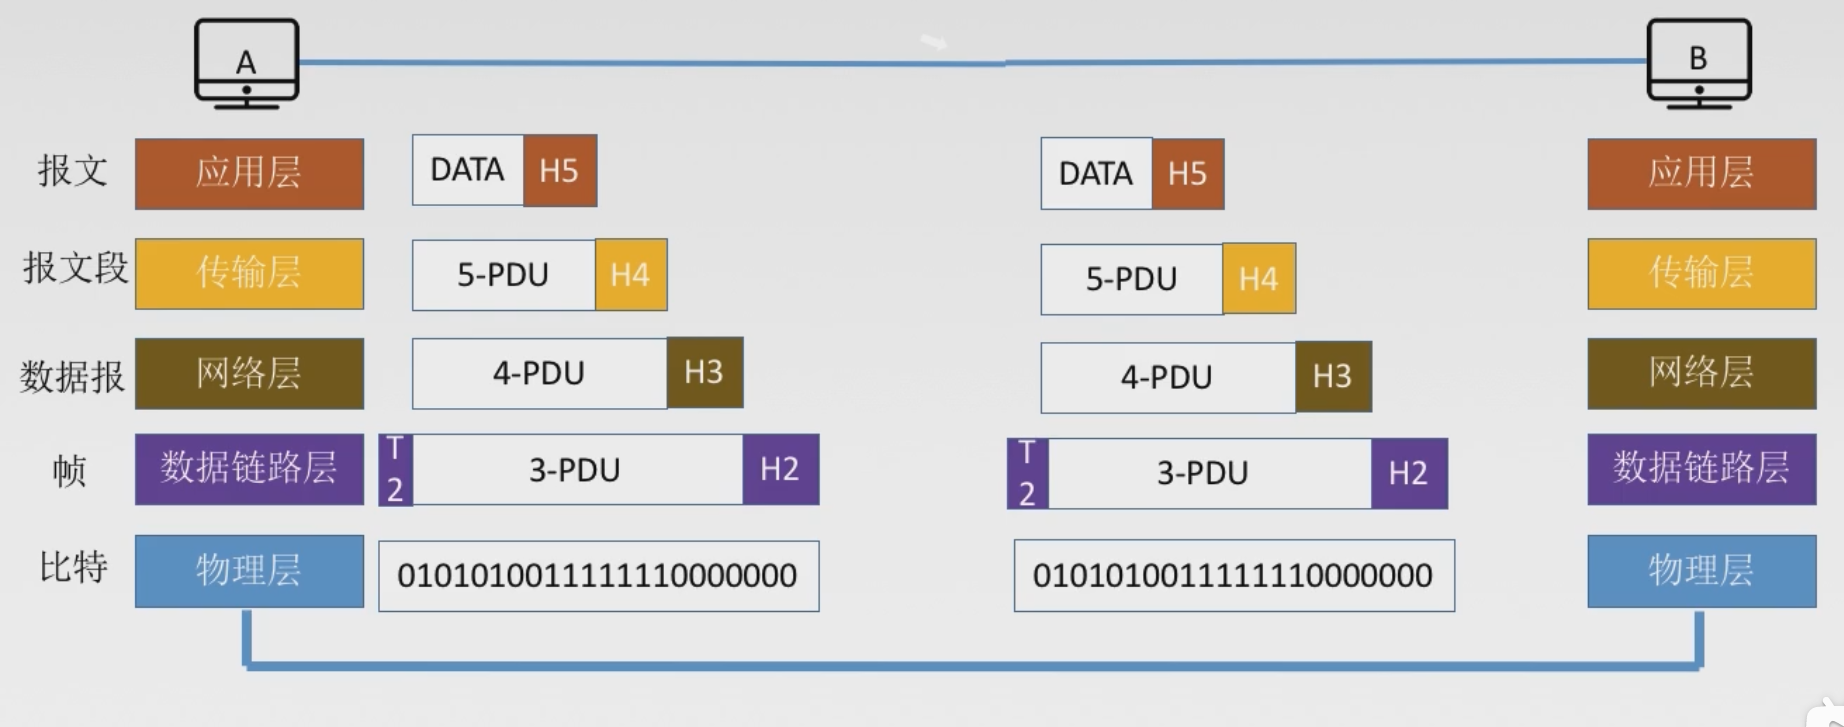 A
B
报文 应用层 DATA H5 DATA H5 应用层
报文段 传输层 5-PDU H4 5-PDU H4 传输层
数据报 网络层 4-PDU H3 4-PDU H3 网络层
帧 数据链路层 T2 3-PDU H2 T2 3-PDU H2 数据链路层
比特 物理层 0101010011111110000000 0101010011111110000000 物理层